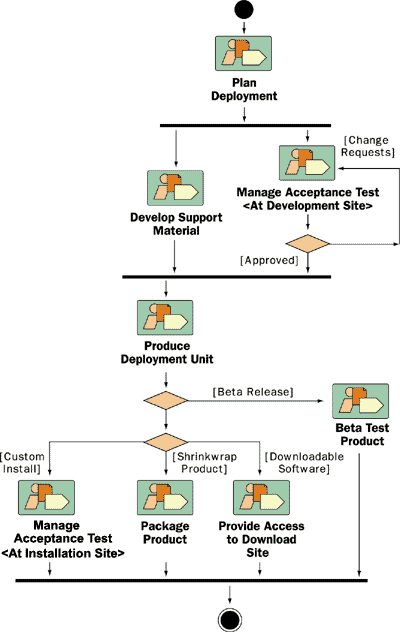 Plan
Deployment
[Change
Requests]
Manage Acceptance Test
<At Development Site>
Develop Support
Material
[Approved]
Produce
Deployment Unit
[Beta Release]
Beta Test
Product
[Custom
Install]
[Shrinkwrap
Product]
[Downloadable
Software]
Manage
Acceptance Test
<At Installation Site>
Package
Product
Provide Access
to Download
Site